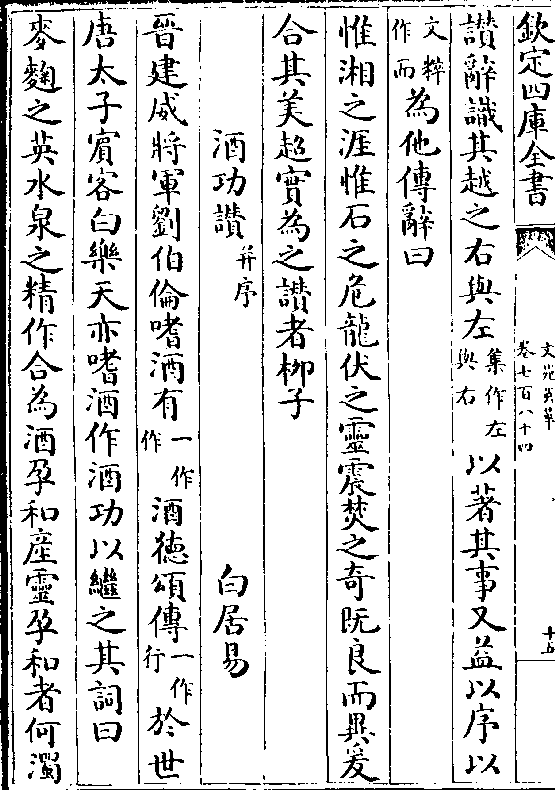 欽定四庫全書
文苑英華
卷七百八十四
十五
讃辭識其越之右與左集作左與右以著其事又益以序以
文粹作而為他傳辭曰
惟湘之涯惟石之危龍伏之靈震焚之奇既良而異爰
合其美超實為之讃者栁子
酒功讃并序
白居易
晉建威將軍劉伯倫嗜酒有一作作酒德頌傳一作行於世
唐太子賔客白樂天亦嗜酒作酒功以繼之其詞曰
麥麴之英水泉之精作合為酒孕和産靈孕和者何濁